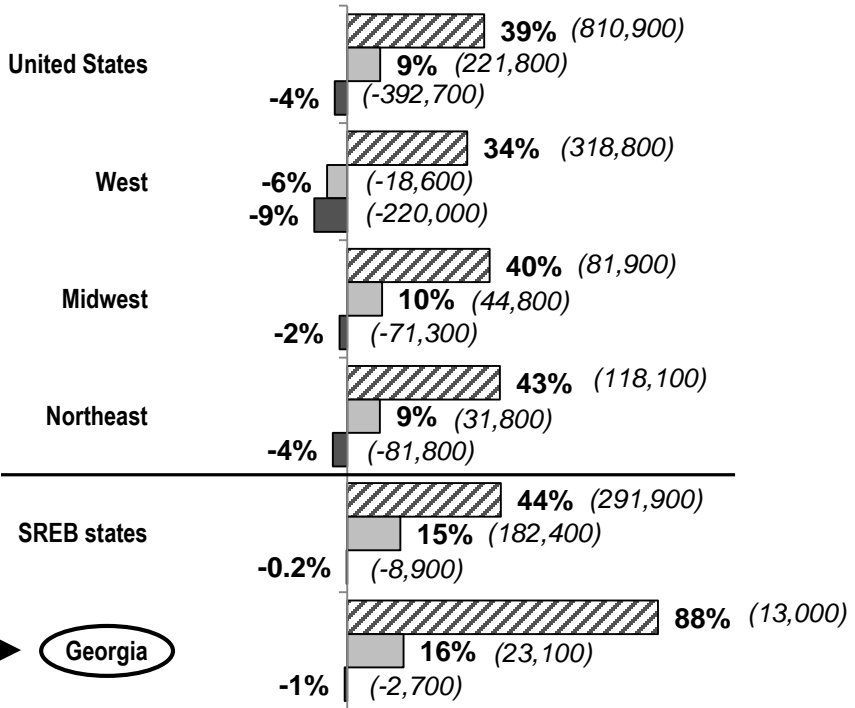 39% (810,900)
United States 9% (221,800)
-4% (-392,700)
34% (318,800)
West -6% (-18,600)
-9% (-220,000)
40% (81,900)
Midwest 10% (44,800)
-2% (-71,300)
43% (118,100)
Northeast 9% (31,800)
-4% (-81,800)
44% (291,900)
SREB states 15% (182,400)
-0.2% (-8,900)
88% (13,000)
Georgia 16% (23,100)
-1% (-2,700)